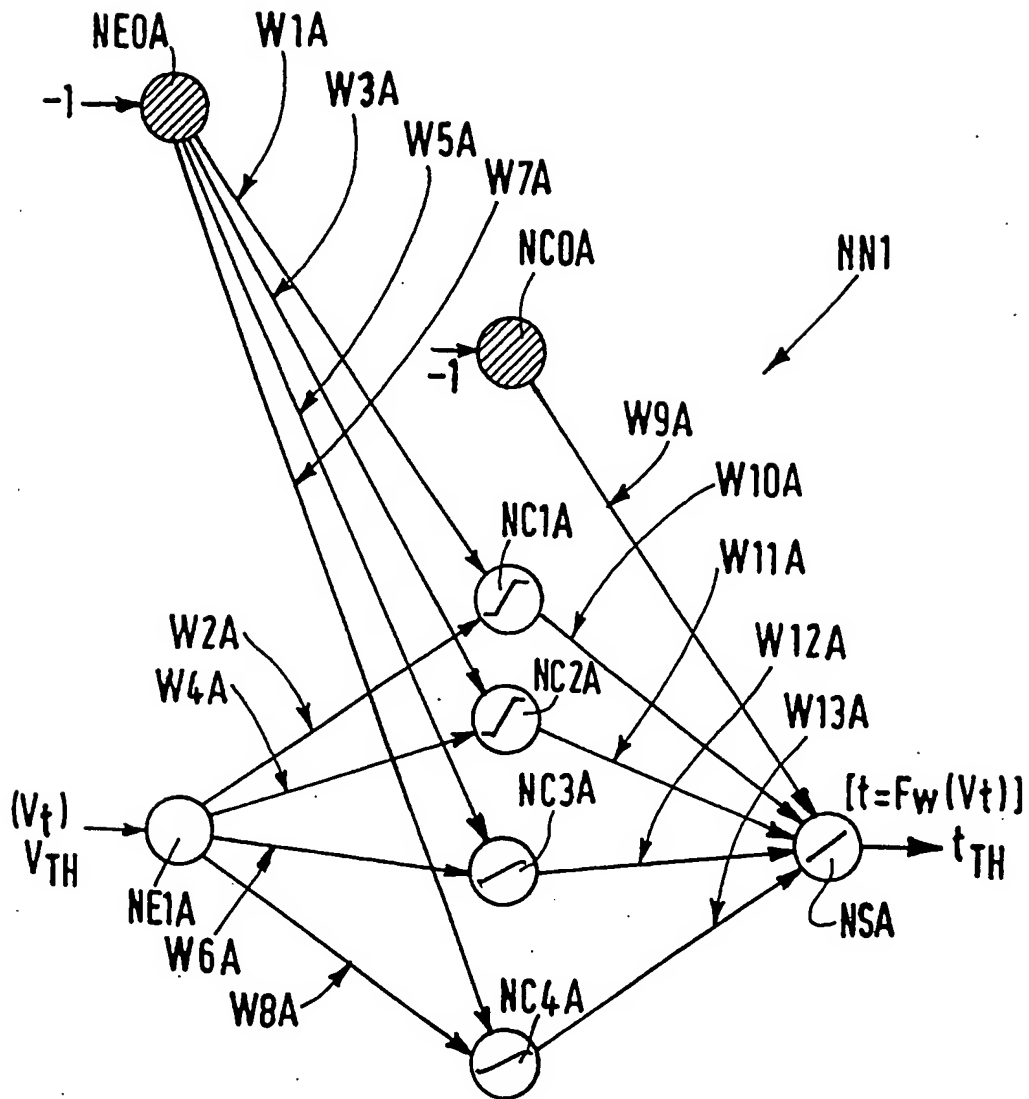 NE0A
W1A
W3A
W5A
W7A
-1
NC0A
NN1
-1
W9A
W10A
NC1A
W11A
W2A
W12A
W4A
NC2A
W13A
(Vt)
NC3A
[t=Fw(Vt)]
VTH
tTH
NE1A
NSA
W6A
W8A
NC4A